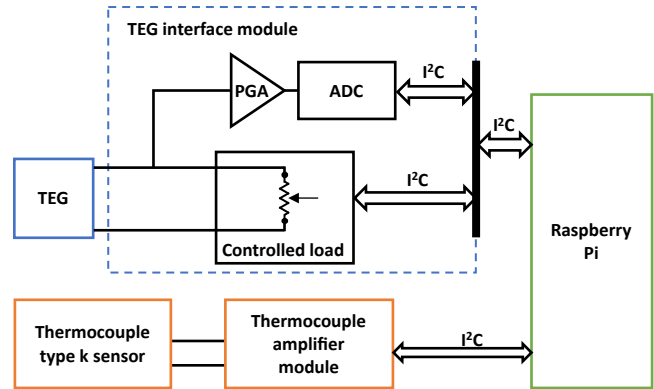 TEG interface module
PGA
ADC
I²C
I²C
TEG
I²C
Controlled load
Raspberry
Pi
Thermocouple
type k sensor
Thermocouple
amplifier
module
I²C